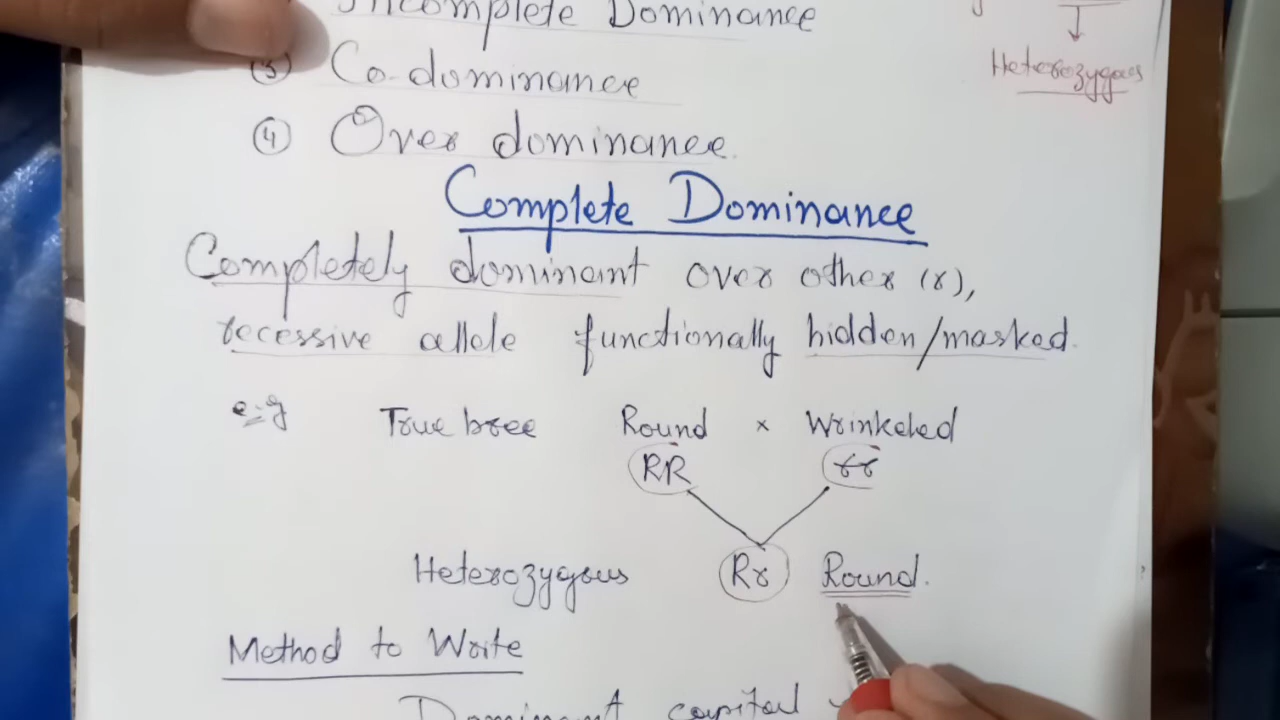 Incomplete Dominance
Heterozygous
(3) Co-dominance
(4) Over dominance.
Complete Dominance
Completely dominant over other (r),
recessive allele functionally hidden/masked.
e.g True bree Round × Wrinkeled
RR rr
Heterozygous Rr Round.
Method to Write
Dominant capital